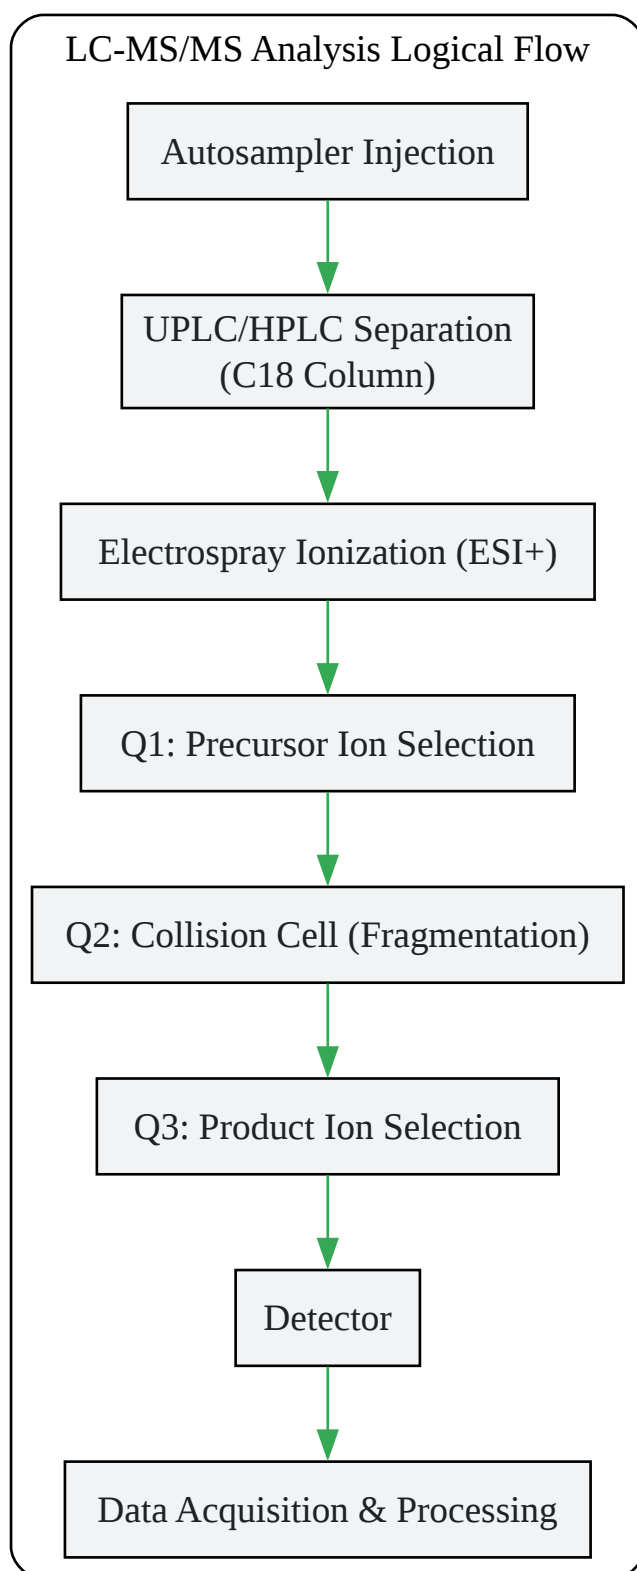 LC-MS/MS Analysis Logical Flow
Autosampler Injection
UPLC/HPLC Separation
(C18 Column)
Electrospray Ionization (ESI+)
Q1: Precursor Ion Selection
Q2: Collision Cell (Fragmentation)
Q3: Product Ion Selection
Detector
Data Acquisition & Processing